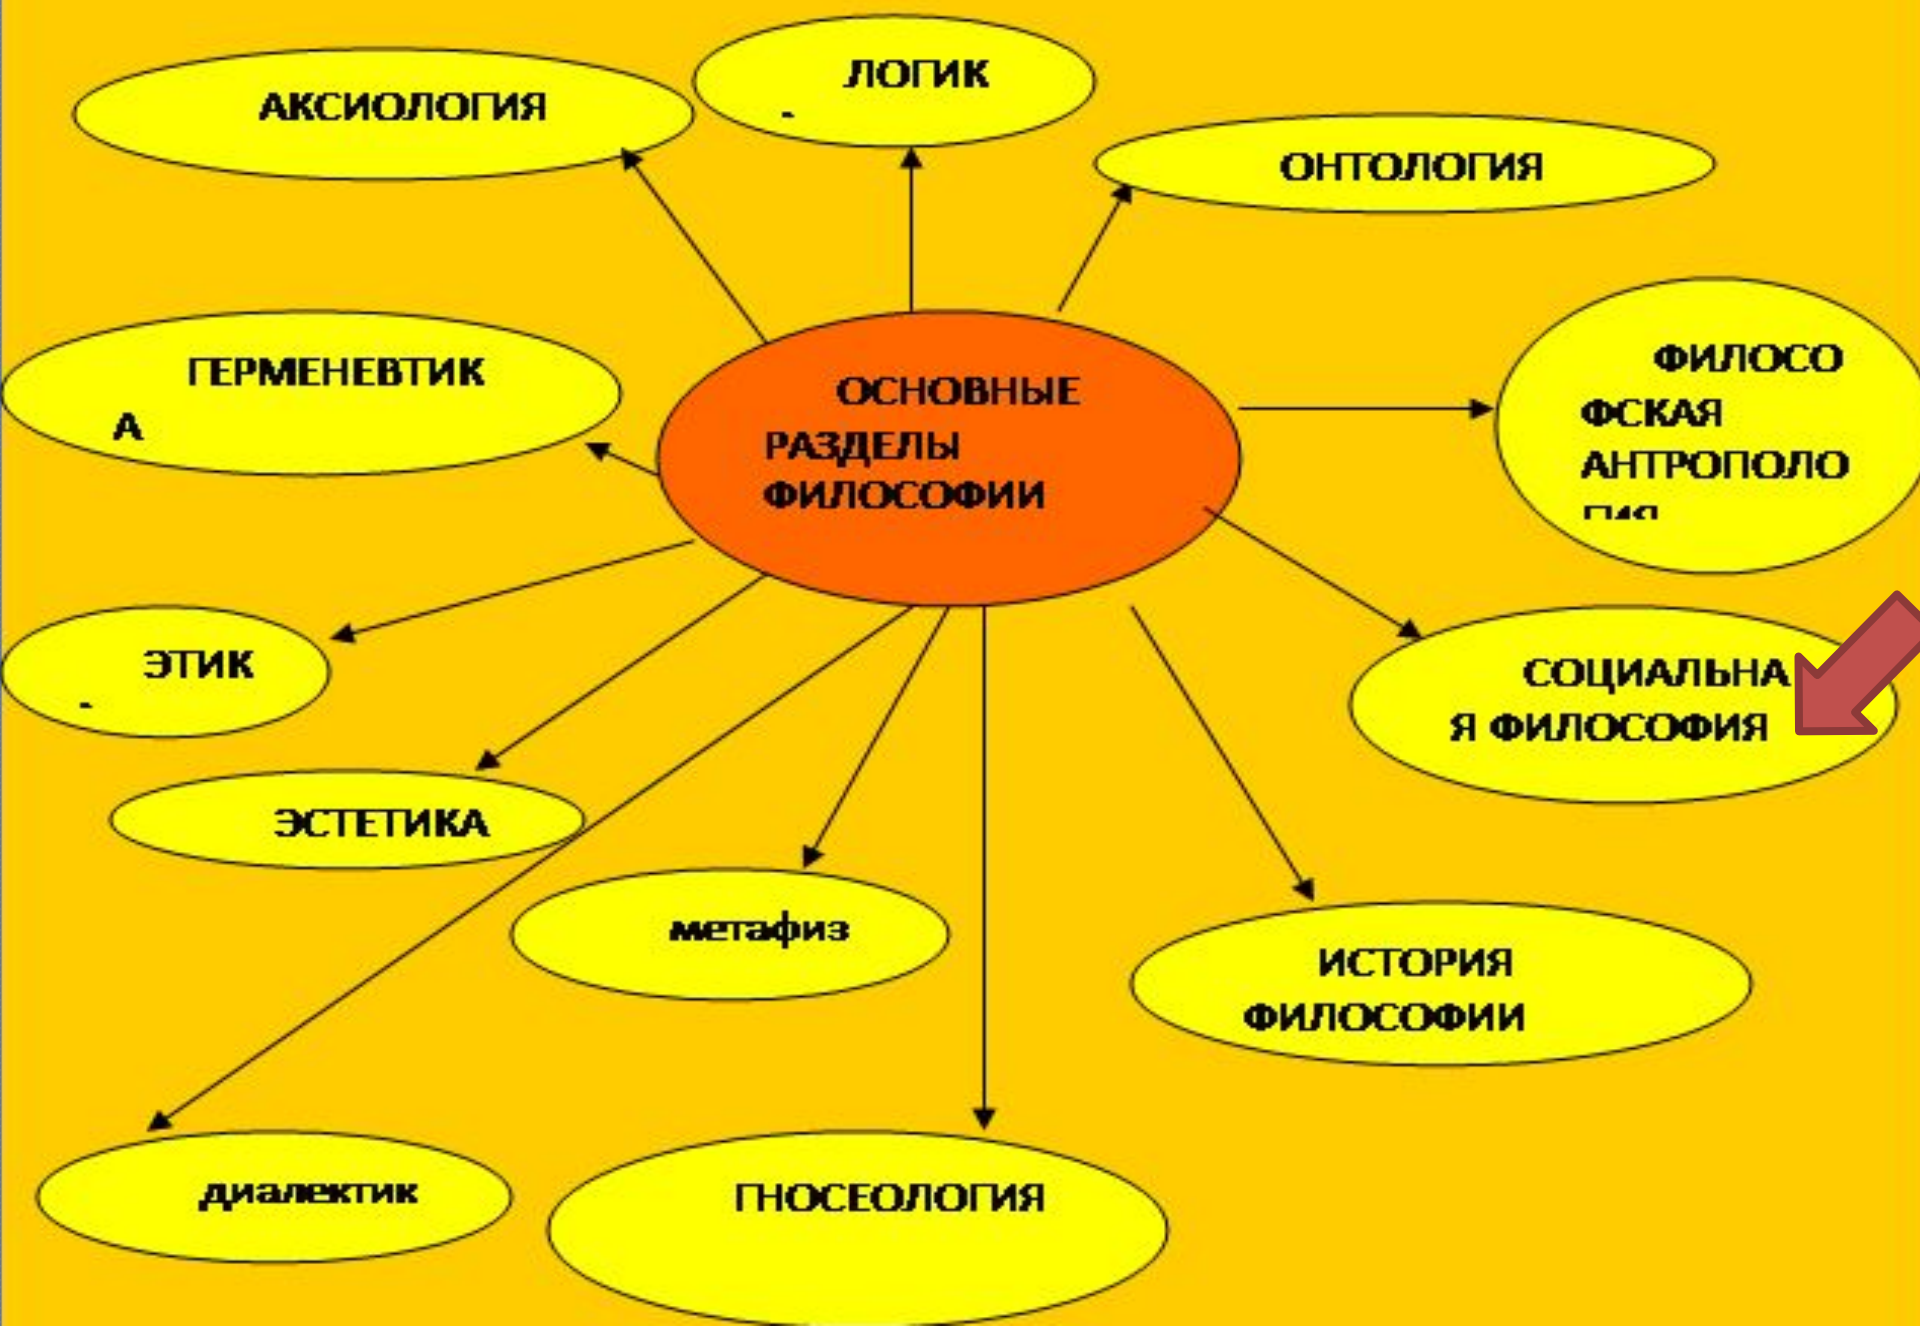 ЛОГИК
АКСИОЛОГИЯ
ОНТОЛОГИЯ
ГЕРМЕНЕВТИК
А
ОСНОВНЫЕ
РАЗДЕЛЫ
ФИЛОСОФИИ
ФИЛОСО
ФСКАЯ
АНТРОПОЛО
ГИЯ
ЭТИК
СОЦИАЛЬНА
Я ФИЛОСОФИЯ
ЭСТЕТИКА
метафиз
ИСТОРИЯ
ФИЛОСОФИИ
диалектик
ГНОСЕОЛОГИЯ